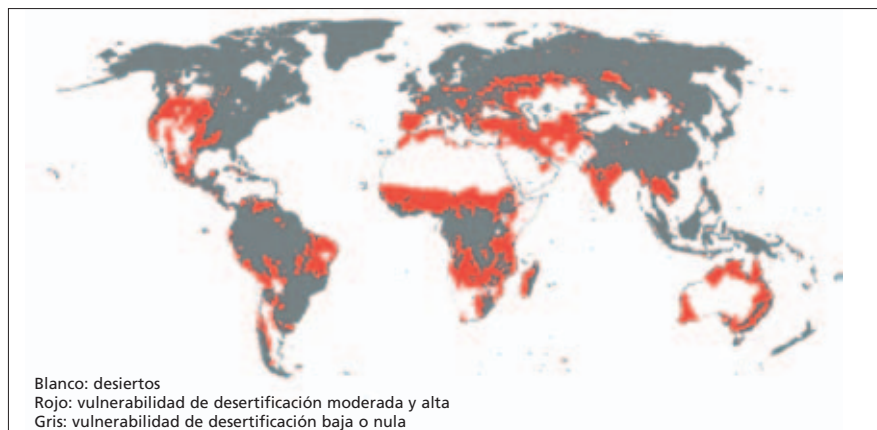 Blanco: desiertos
Rojo: vulnerabilidad de desertificación moderada y alta
Gris: vulnerabilidad de desertificación baja o nula